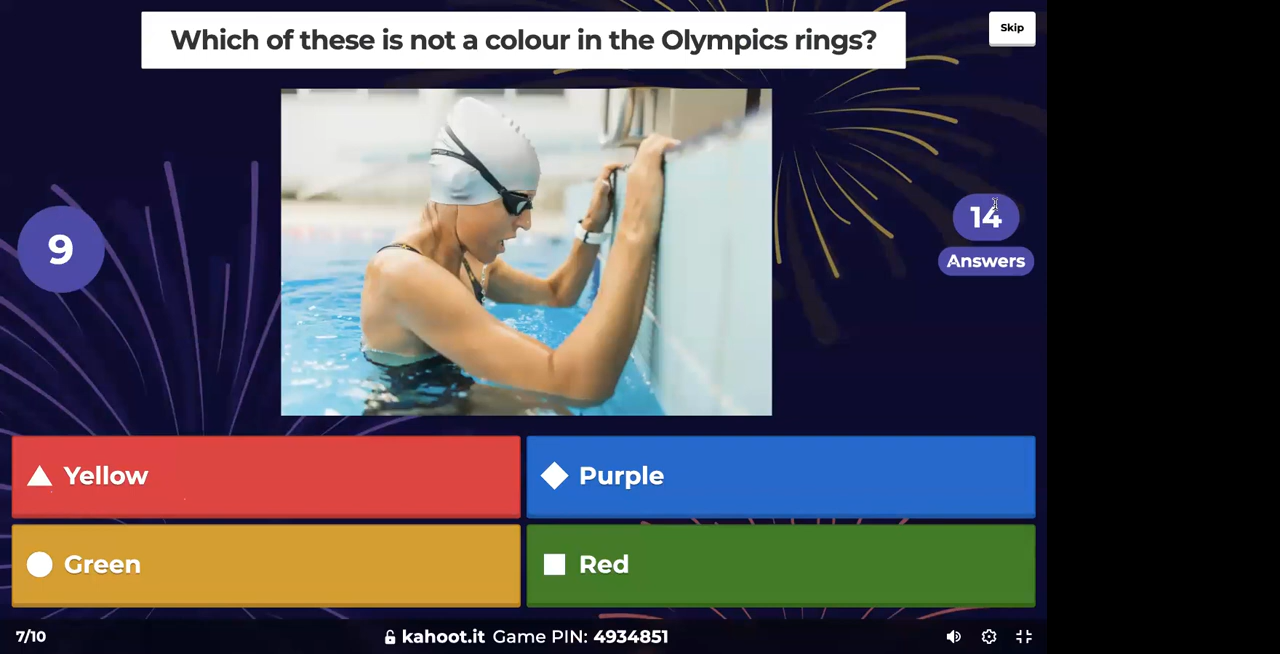 Which of these is not a colour in the Olympics rings?
Skip
9
14
Answers
Yellow
Purple
Green
Red
7/10
kahoot.it Game PIN: 4934851